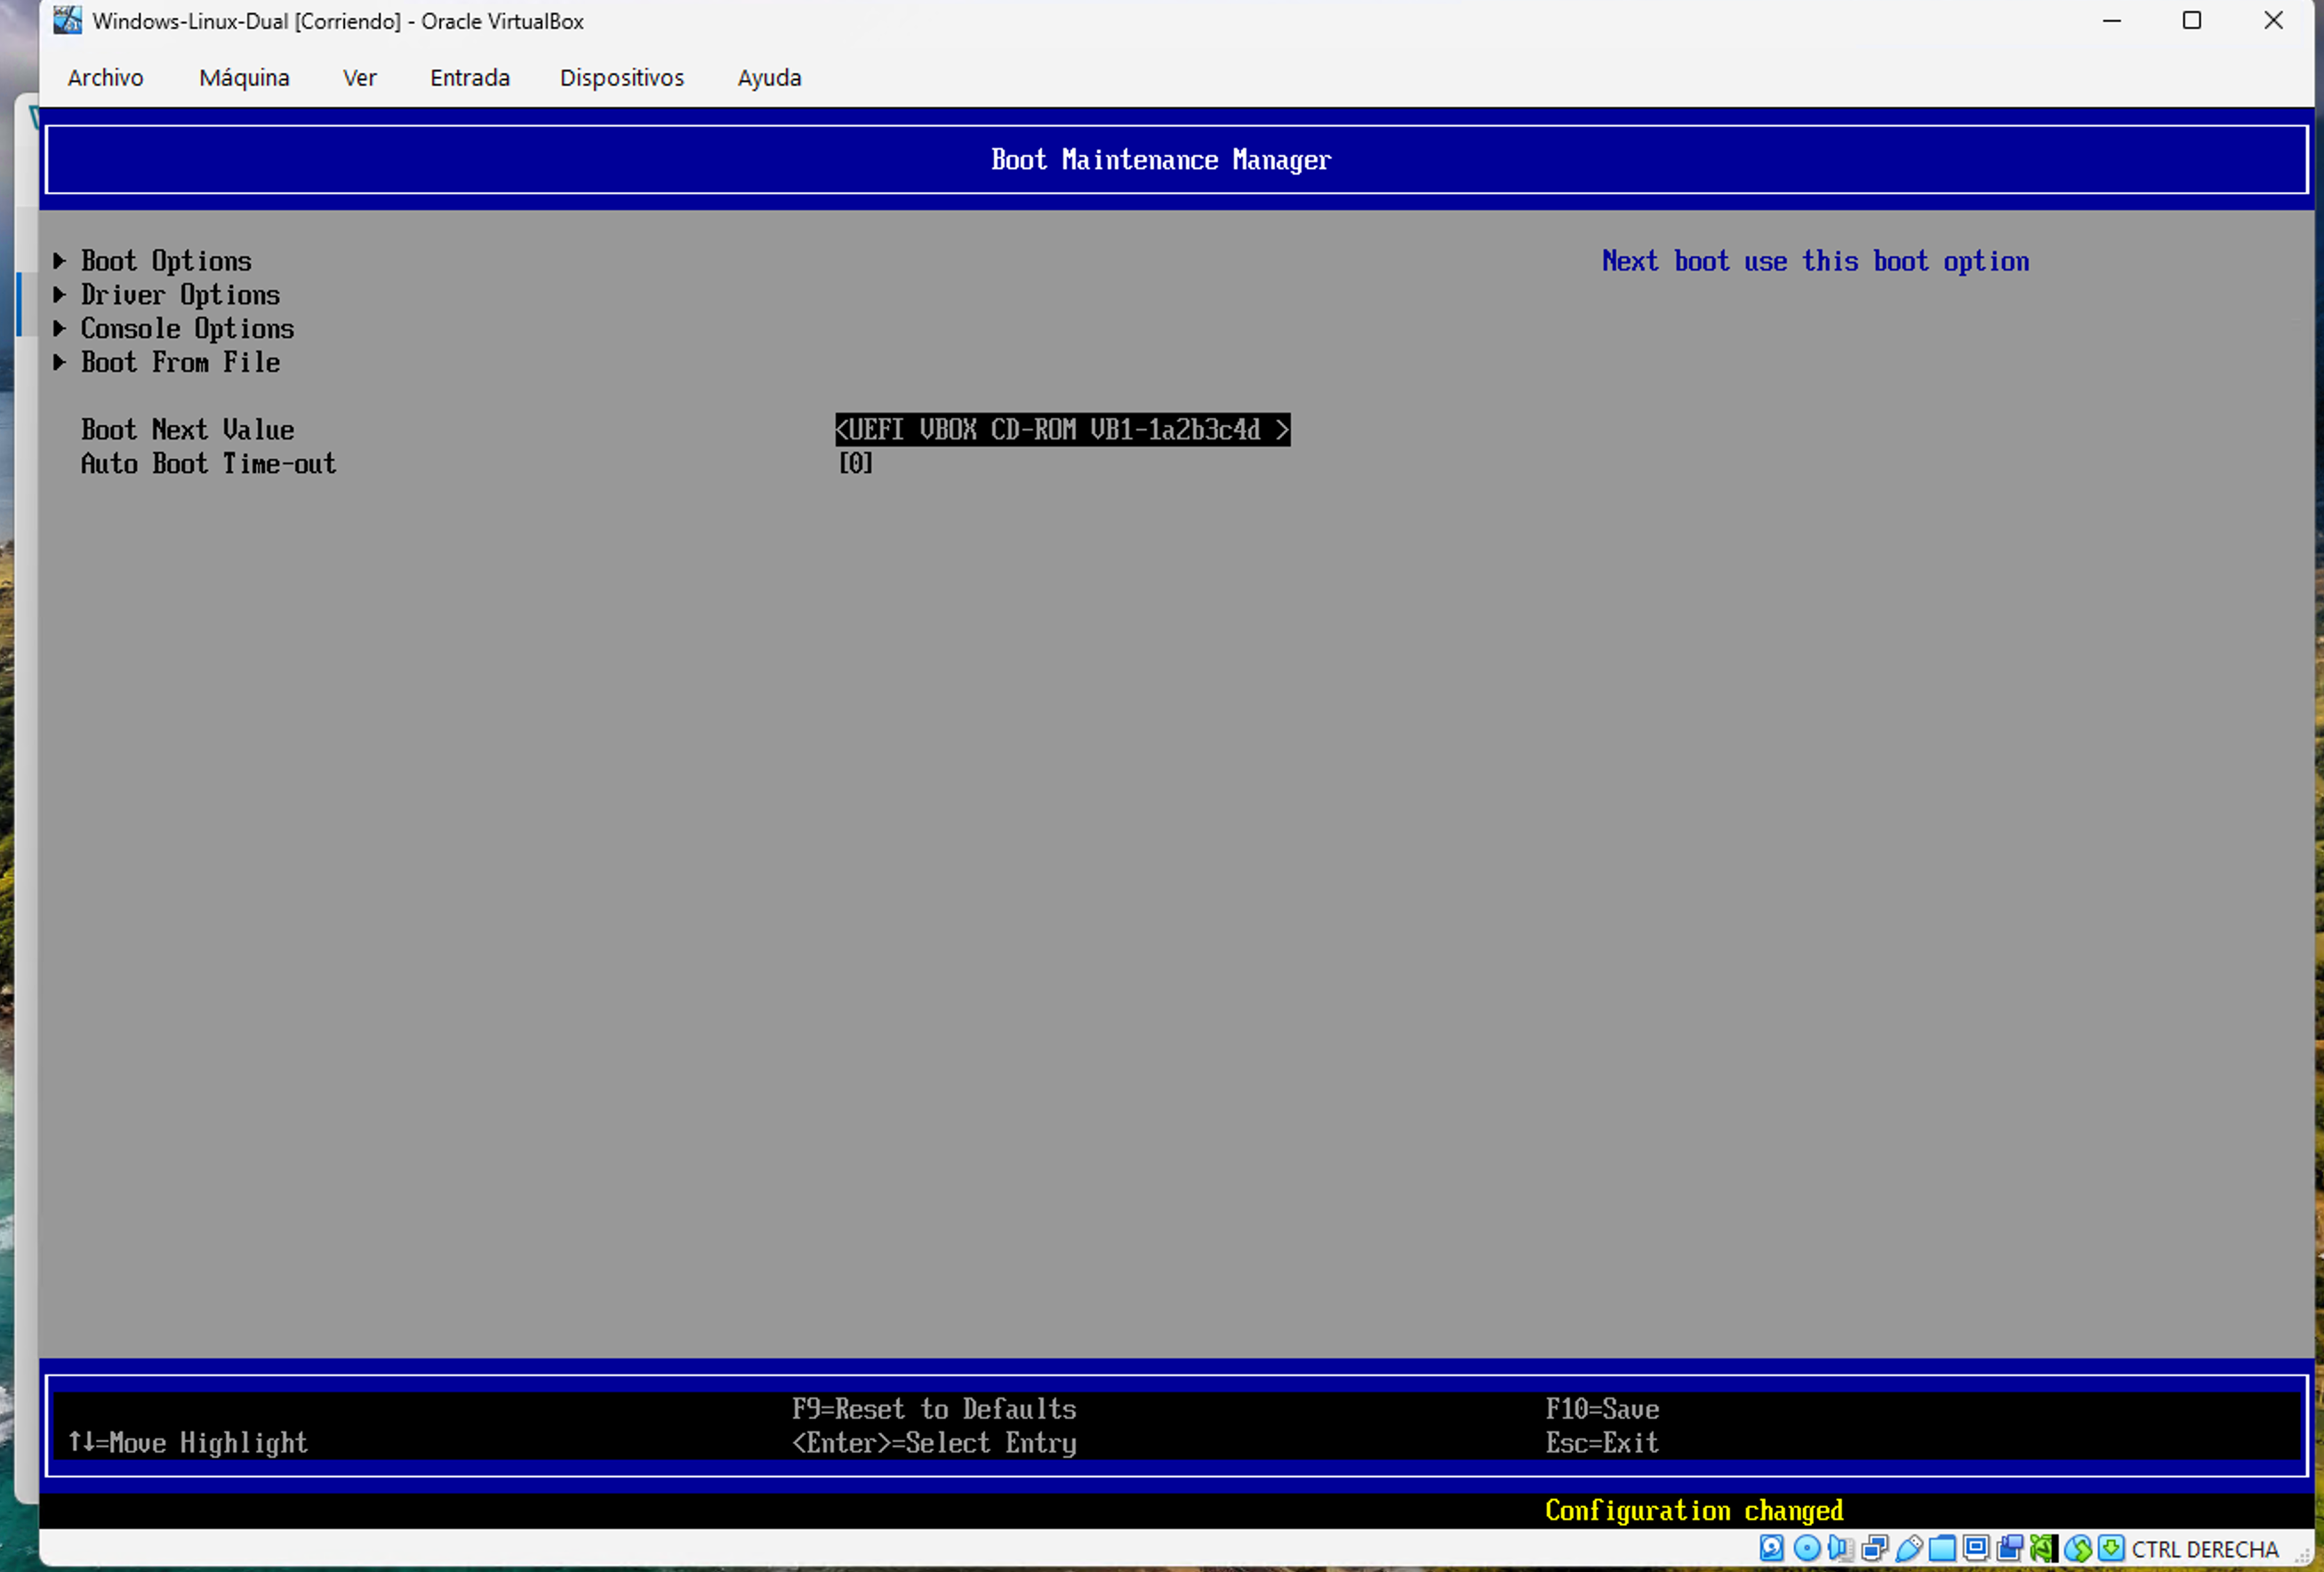 Windows-Linux-Dual [Corriendo] - Oracle VirtualBox
Archivo Máquina Ver Entrada Dispositivos Ayuda
Boot Maintenance Manager
Boot Options
Next boot use this boot option
Driver Options
Console Options
Boot From File
Boot Next Value <UEFI VBOX CD-ROM VB1-1a2b3c4d >
Auto Boot Time-out [0]
F9=Reset to Defaults F10=Save
↑↓=Move Highlight <Enter>=Select Entry Esc=Exit
Configuration changed
CTRL DERECHA